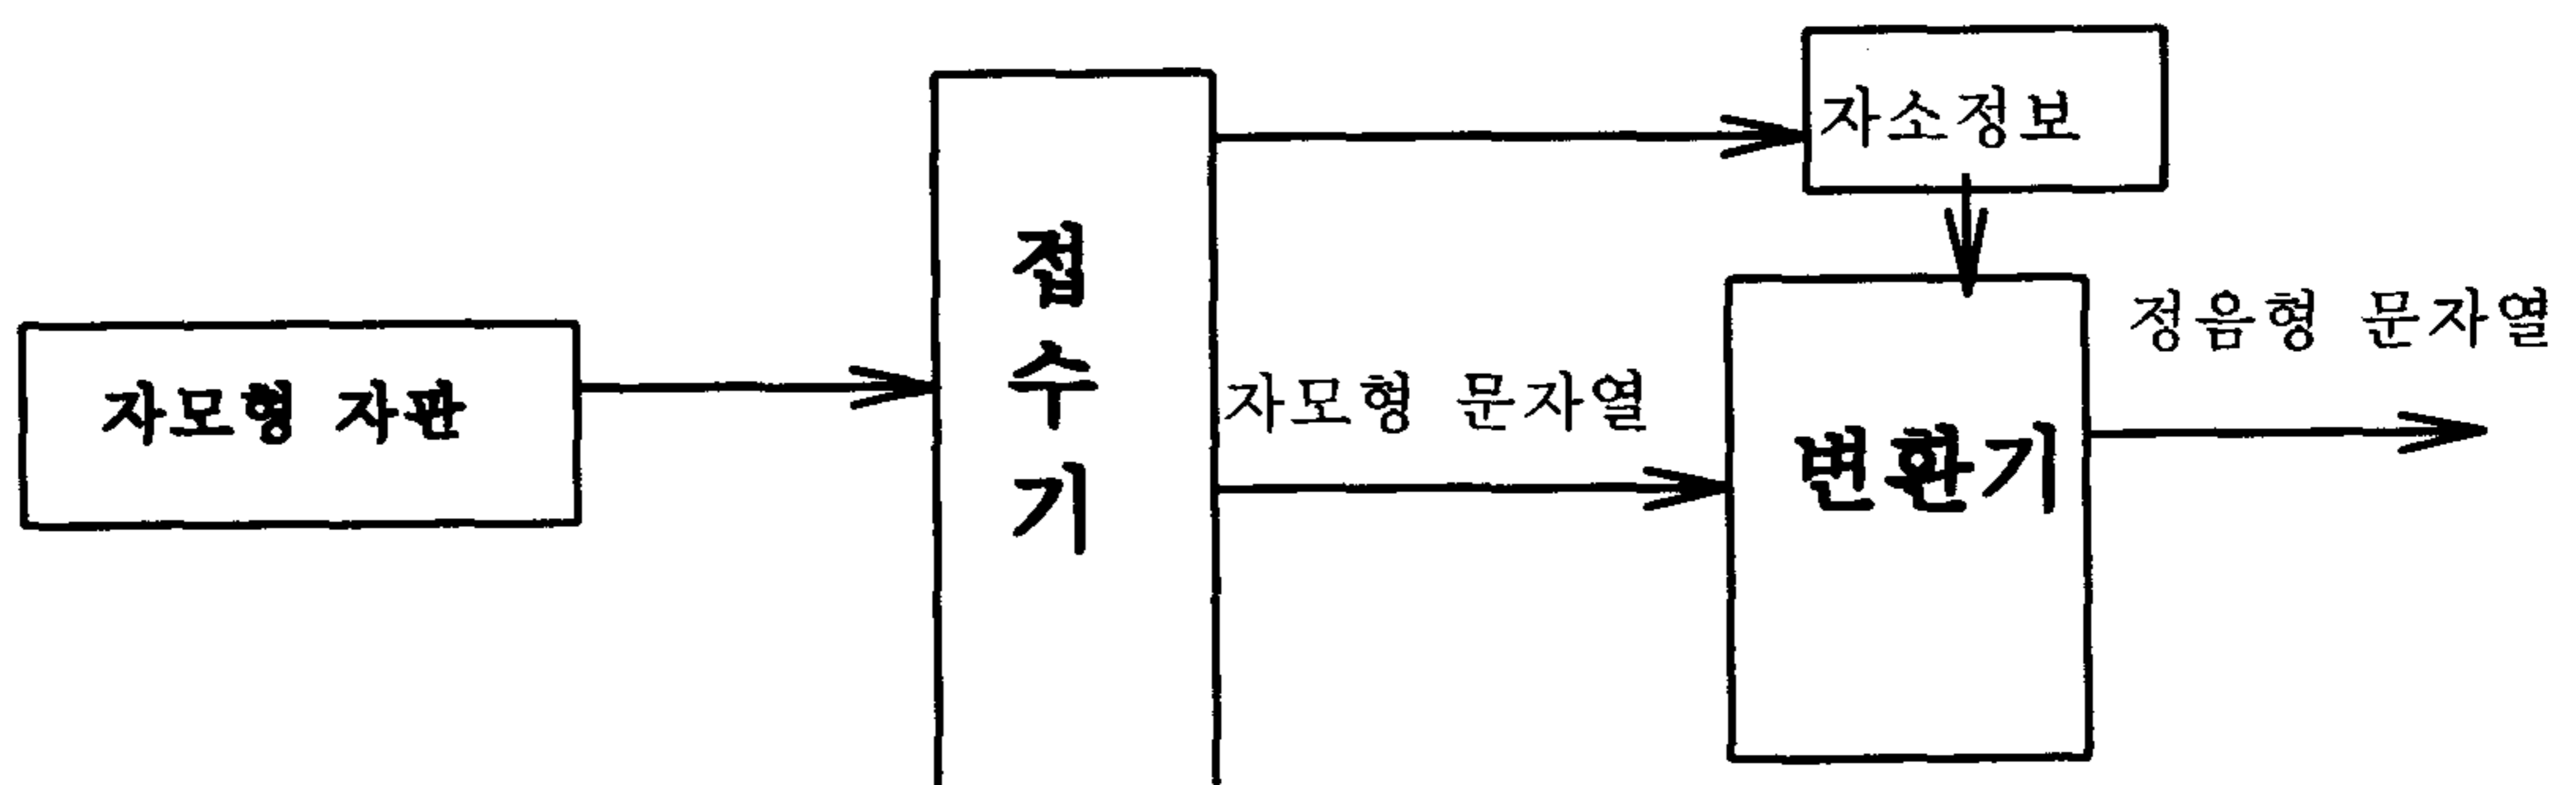 자소정보
정음형 문자열
자모형 자판
접
수
기
자모형 문자열
변환기